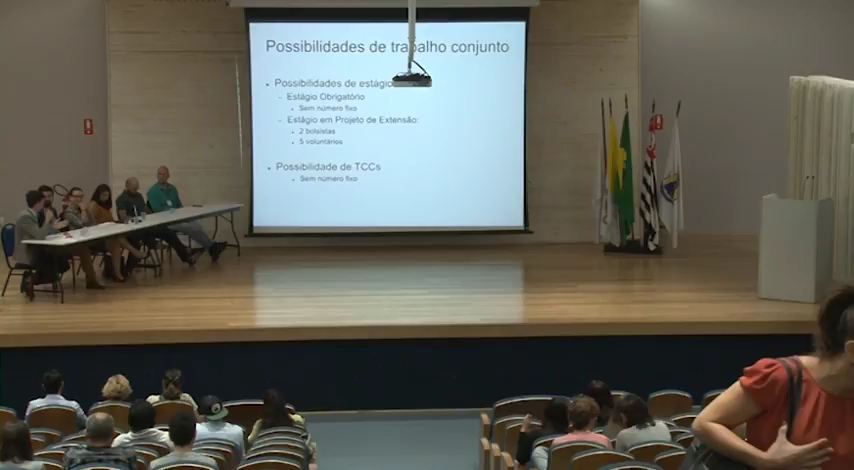 Possibilidades de trabalho conjunto
Possibilidades de estágio
Estágio Obrigatório
Sem número fixo
Estágio em Projeto de Extensão:
2 bolsistas
5 voluntários
Possibilidade de TCCs
Sem número fixo